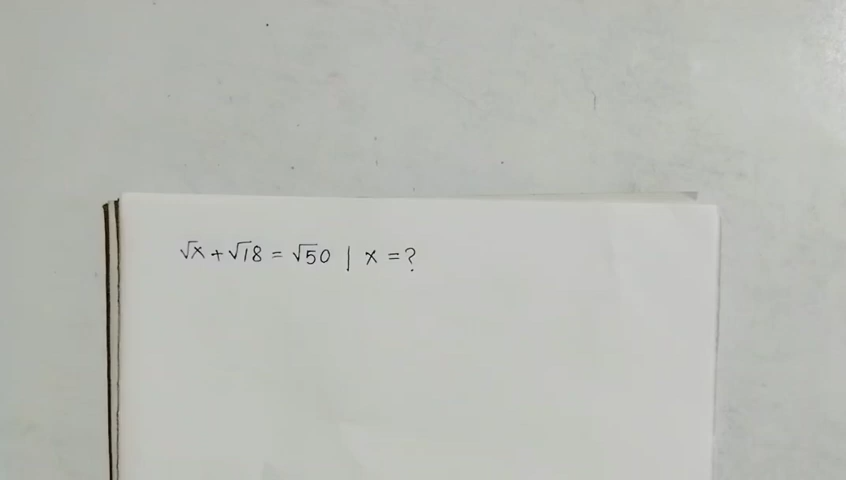 √x + √18 = √50 | x = ?